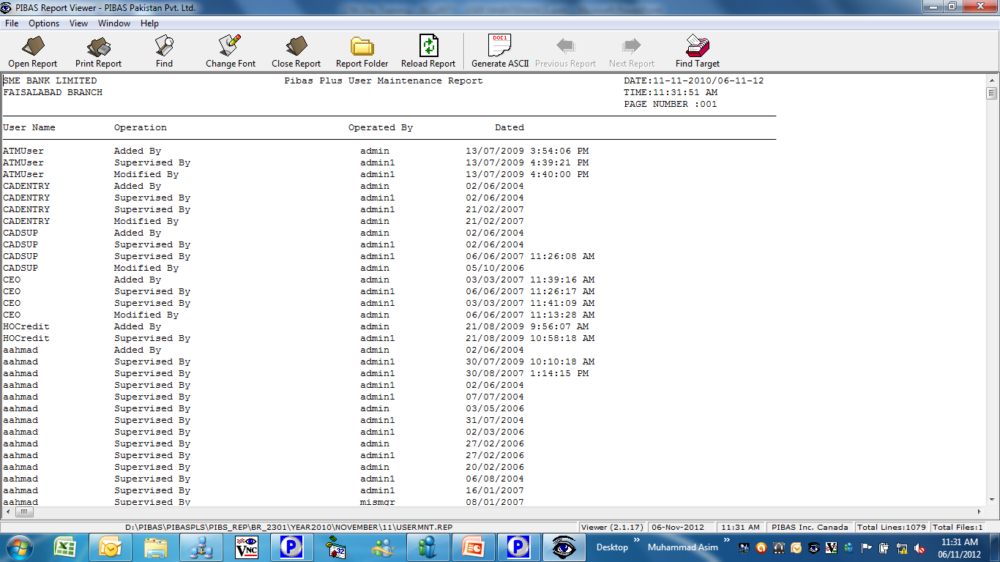 PIBAS Report Viewer - PIBAS Pakistan Pvt. Ltd.
File Options View Window Help
Open Report Print Report Find Change Font Close Report Report Folder Reload Report Generate ASCII Previous Report Next Report Find Target
SME BANK LIMITED Pibas Plus User Maintenance Report DATE:11-11-2010/06-11-12
FAISALABAD BRANCH TIME:11:31:51 AM
PAGE NUMBER :001
User Name Operation Operated By Dated
ATMUser Added By admin 13/07/2009 3:54:06 PM
ATMUser Supervised By admin1 13/07/2009 4:39:21 PM
ATMUser Modified By admin1 13/07/2009 4:40:00 PM
CADENTRY Added By admin 02/06/2004
CADENTRY Supervised By admin1 02/06/2004
CADENTRY Supervised By admin1 21/02/2007
CADENTRY Modified By admin 21/02/2007
CADSUP Added By admin 02/06/2004
CADSUP Supervised By admin1 02/06/2004
CADSUP Supervised By admin1 06/06/2007 11:26:08 AM
CADSUP Modified By admin 05/10/2006
CEO Added By admin 03/03/2007 11:39:16 AM
CEO Supervised By admin1 06/06/2007 11:26:17 AM
CEO Supervised By admin1 03/03/2007 11:41:09 AM
CEO Modified By admin 06/06/2007 11:13:28 AM
HOCredit Added By admin 21/08/2009 9:56:07 AM
HOCredit Supervised By admin1 21/08/2009 10:58:18 AM
aahmad Added By admin 02/06/2004
aahmad Supervised By admin1 30/07/2009 10:10:18 AM
aahmad Supervised By admin1 30/08/2007 1:14:15 PM
aahmad Supervised By admin1 02/06/2004
aahmad Supervised By admin1 07/07/2004
aahmad Supervised By admin 03/05/2006
aahmad Supervised By admin1 31/07/2004
aahmad Supervised By admin1 02/03/2006
aahmad Supervised By admin 27/02/2006
aahmad Supervised By admin1 27/02/2006
aahmad Supervised By admin 20/02/2006
aahmad Supervised By admin1 06/08/2004
aahmad Supervised By admin1 16/01/2007
aahmad Supervised By mismgr 08/01/2007
D:\PIBAS\PIBASPLS\PIBS_REP\BR_2301\YEAR2010\NOVEMBER\11\USERMNT.REP Viewer (2.1.17) 06-Nov-2012 11:31 AM PIBAS Inc. Canada Total Lines:1079 Total Files:1
Desktop » Muhammad Asim » 11:31 AM
06/11/2012